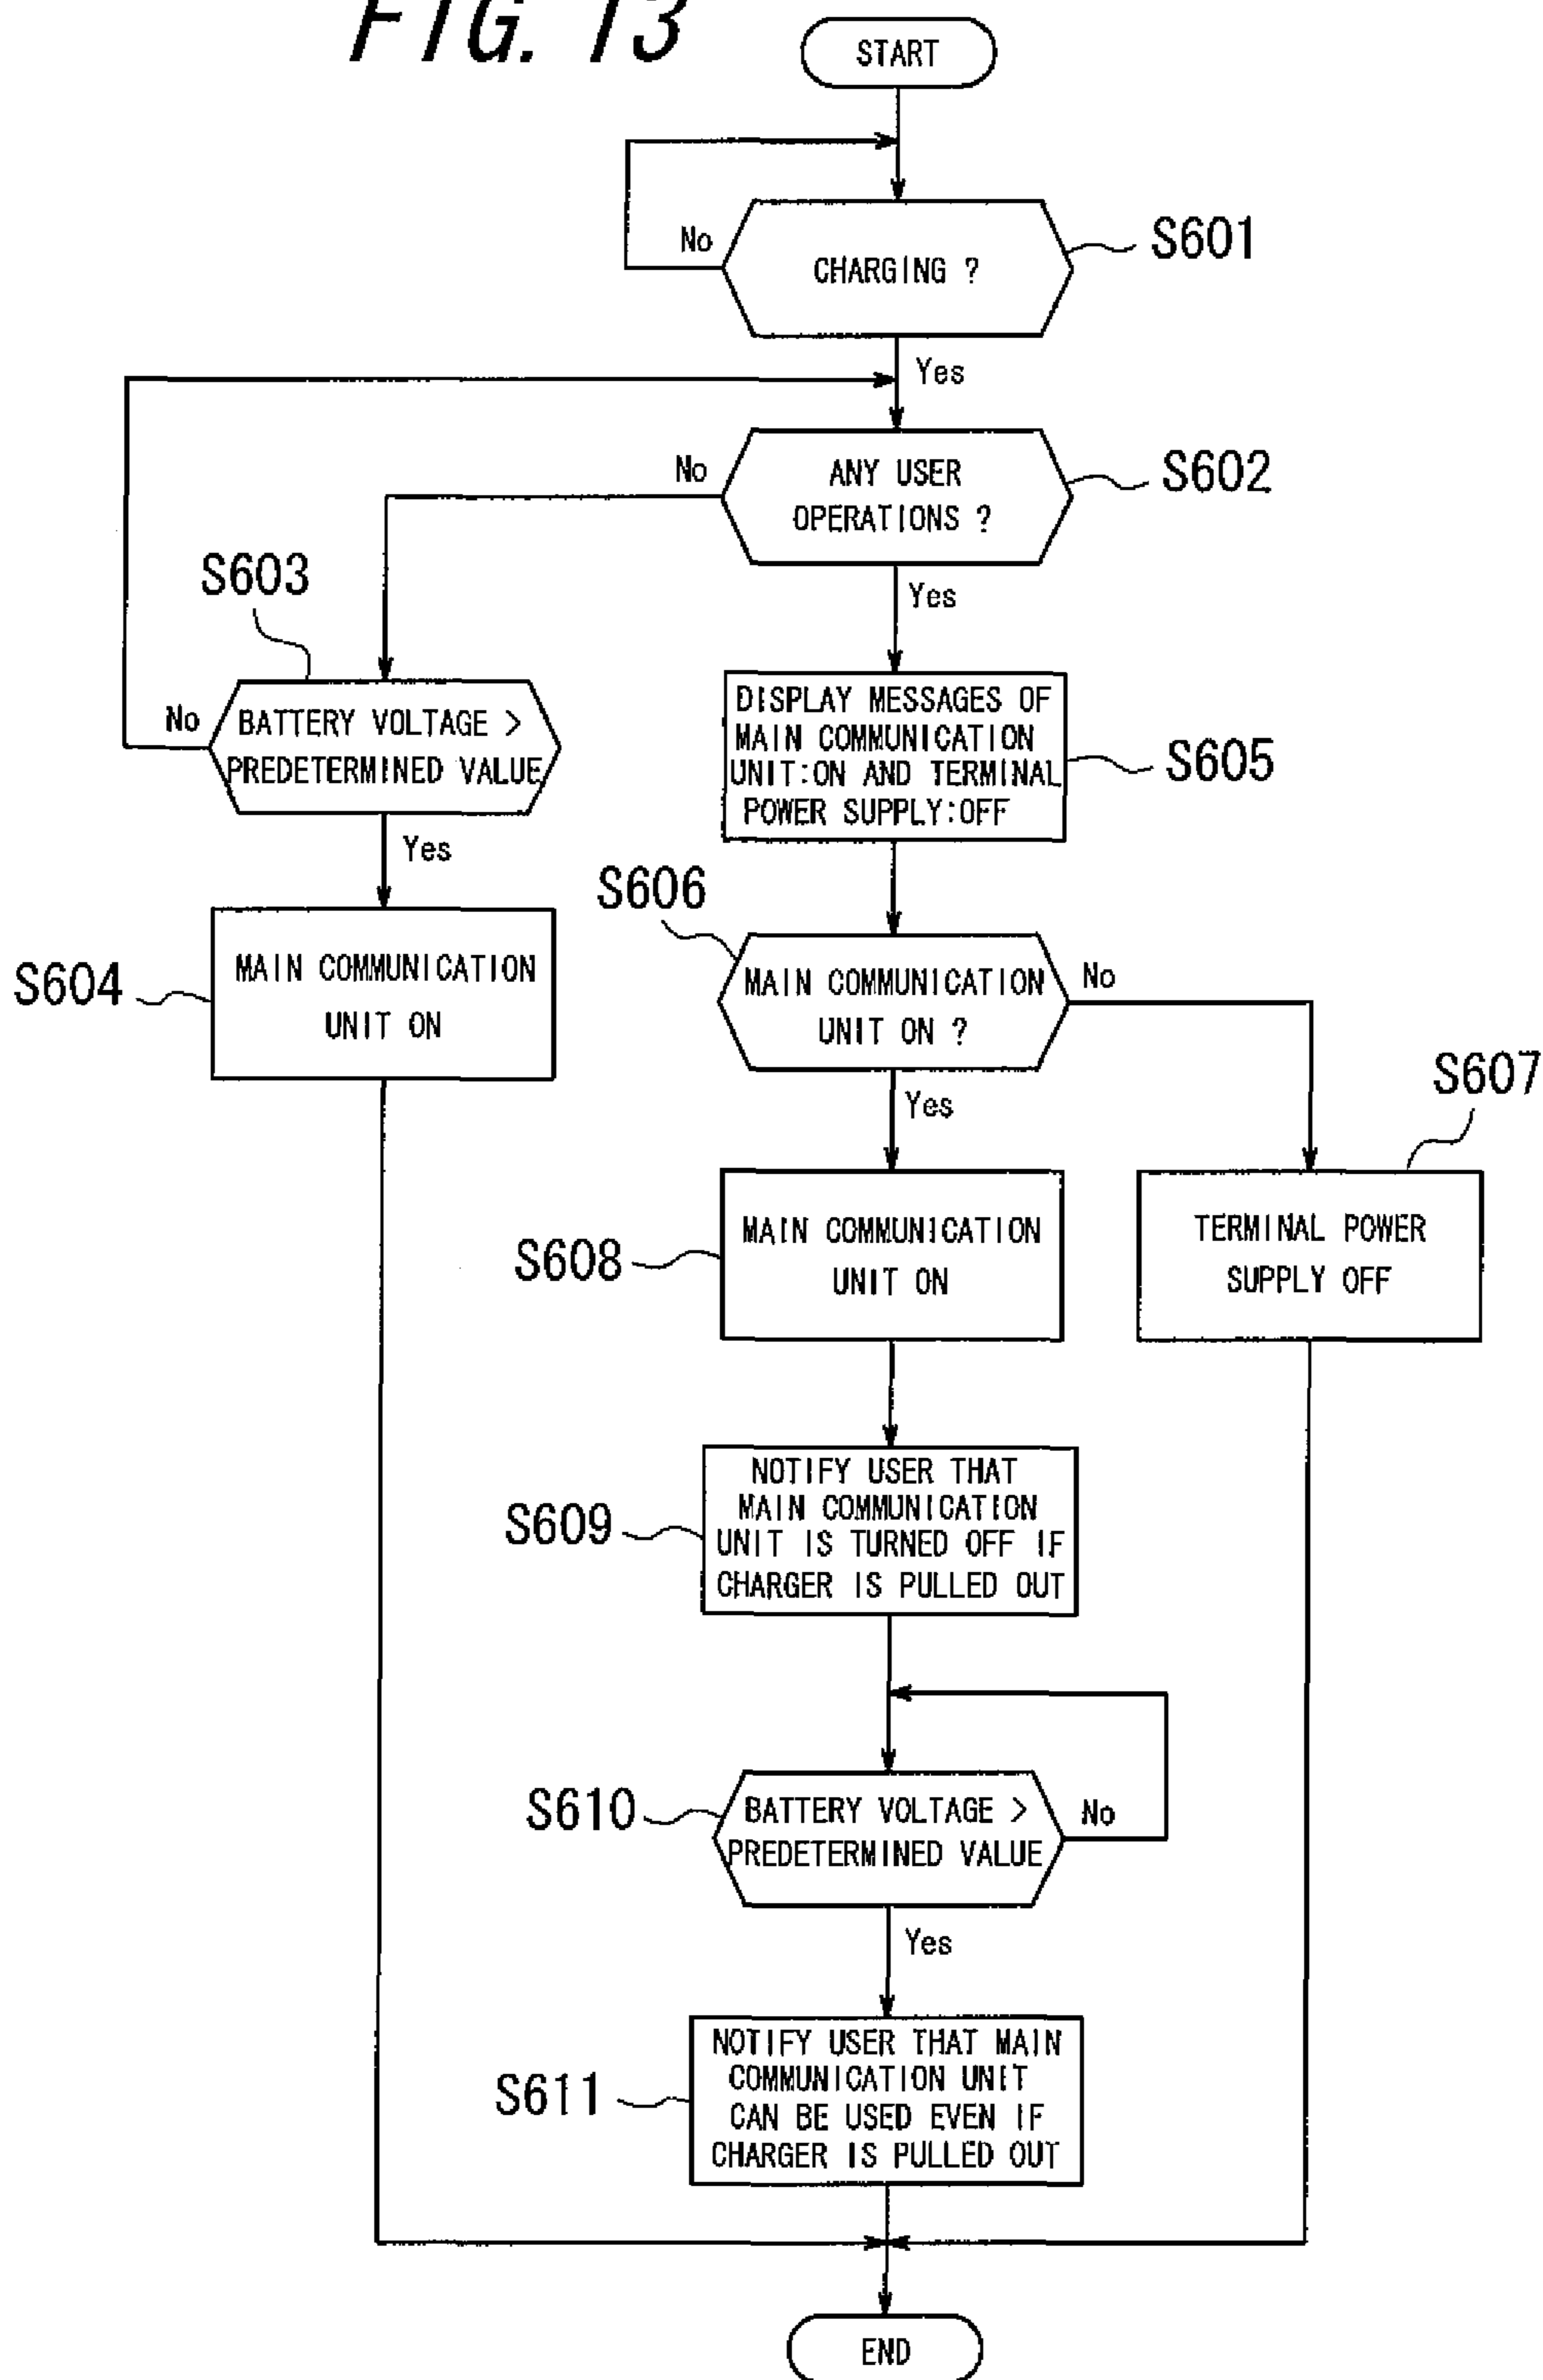 FIG. 13
START
No
CHARGING ?
S601
Yes
No
ANY USER
OPERATIONS ?
S602
S603
Yes
No
BATTERY VOLTAGE >
PREDETERMINED VALUE
DISPLAY MESSAGES OF
MAIN COMMUNICATION
UNIT:ON AND TERMINAL
POWER SUPPLY:OFF
S605
Yes
S606
S604
MAIN COMMUNICATION
UNIT ON
MAIN COMMUNICATION
UNIT ON ?
No
S607
Yes
S608
MAIN COMMUNICATION
UNIT ON
TERMINAL POWER
SUPPLY OFF
S609
NOTIFY USER THAT
MAIN COMMUNICATION
UNIT IS TURNED OFF IF
CHARGER IS PULLED OUT
S610
BATTERY VOLTAGE >
PREDETERMINED VALUE
No
Yes
S611
NOTIFY USER THAT MAIN
COMMUNICATION UNIT
CAN BE USED EVEN IF
CHARGER IS PULLED OUT
END